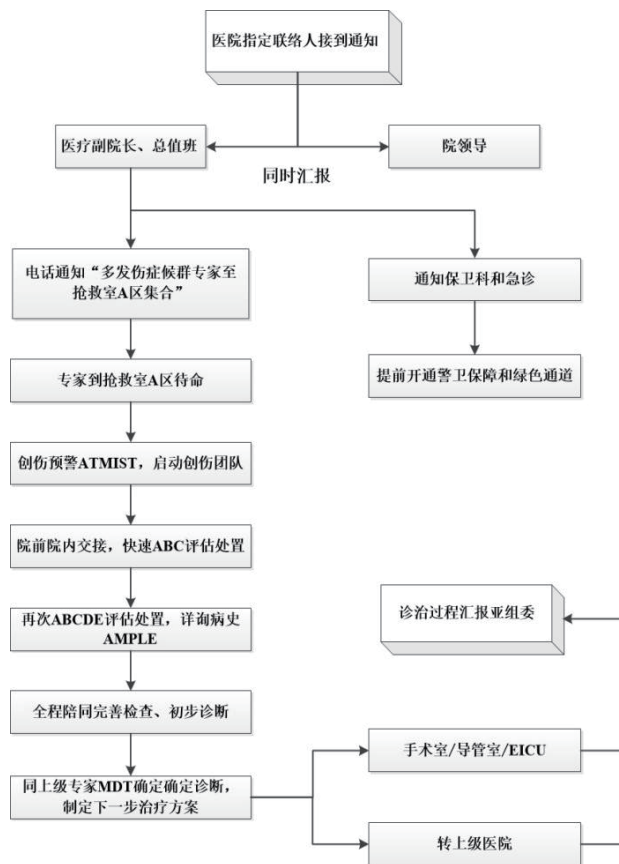 医院指定联络人接到通知
医疗副院长、总值班
院领导
同时汇报
电话通知“多发伤症候群专家至
抢救室A区集合”
通知保卫科和急诊
专家到抢救室A区待命
提前开通警卫保障和绿色通道
创伤预警ATMIST，启动创伤团队
院前院内交接，快速ABC评估处置
再次ABCDE评估处置，详询病史
AMPLE
诊治过程汇报亚组委
全程陪同完善检查、初步诊断
同上级专家MDT确定确定诊断，
制定下一步治疗方案
手术室/导管室/EICU
转上级医院